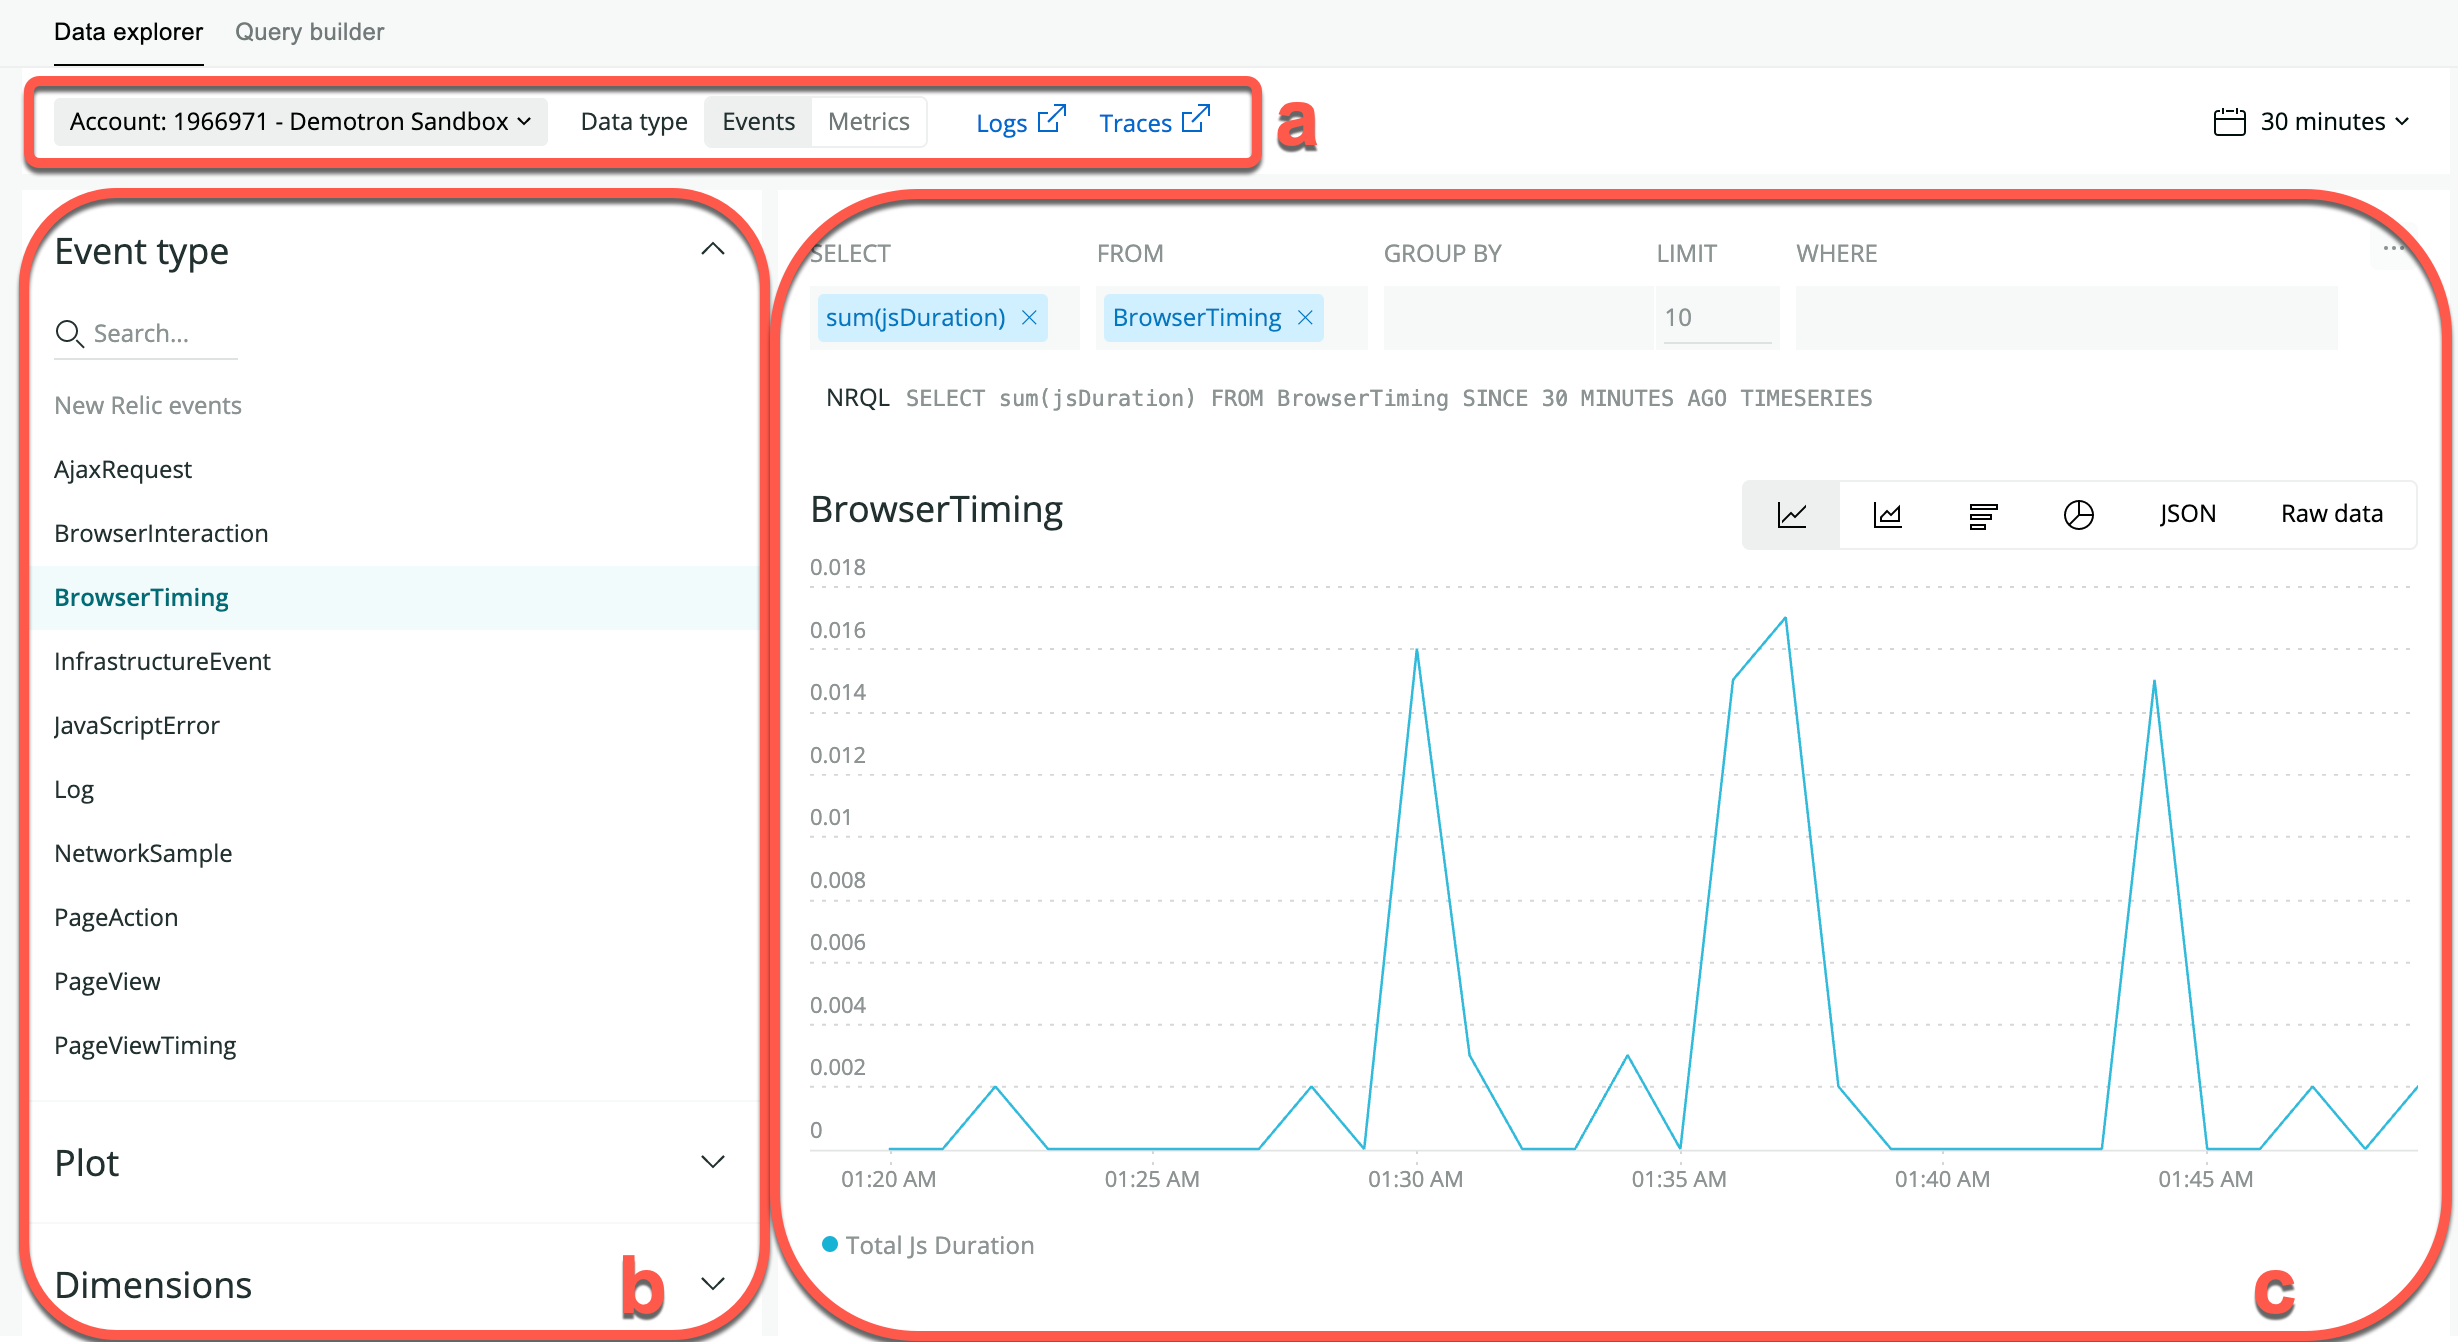 Data explorer Query builder
Account: 1966971 - Demotron Sandbox Data type Events Metrics Logs Traces a 30 minutes
Event type
Search...
New Relic events
AjaxRequest
BrowserInteraction
BrowserTiming
InfrastructureEvent
JavaScriptError
Log
NetworkSample
PageAction
PageView
PageViewTiming
Plot
Dimensions
b
SELECT FROM GROUP BY LIMIT WHERE ...
sum(jsDuration) BrowserTiming 10
NRQL SELECT sum(jsDuration) FROM BrowserTiming SINCE 30 MINUTES AGO TIMESERIES
BrowserTiming JSON Raw data
0.018
0.016
0.014
0.012
0.01
0.008
0.006
0.004
0.002
0
01:20 AM 01:25 AM 01:30 AM 01:35 AM 01:40 AM 01:45 AM
Total Js Duration
c